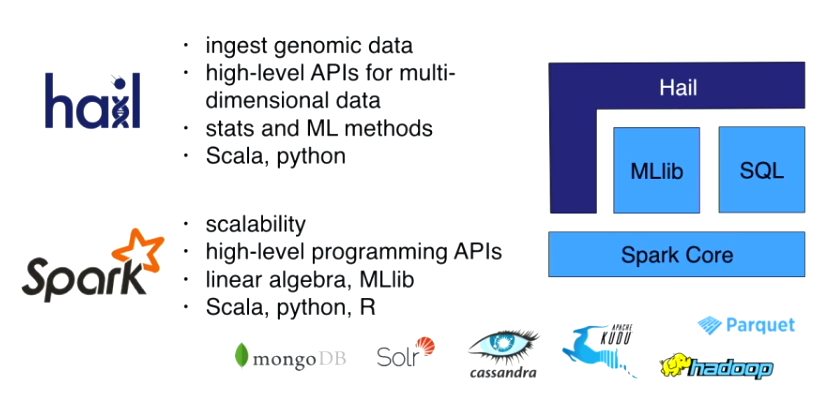 hail
· ingest genomic data
· high-level APIs for multi-
dimensional data
· stats and ML methods
· Scala, python
Hail
MLlib
SQL
Spark Core
Spark
· scalability
· high-level programming APIs
· linear algebra, MLlib
· Scala, python, R
mongoDB
Solr
cassandra
APACHE
KUDU
Parquet
hadoop